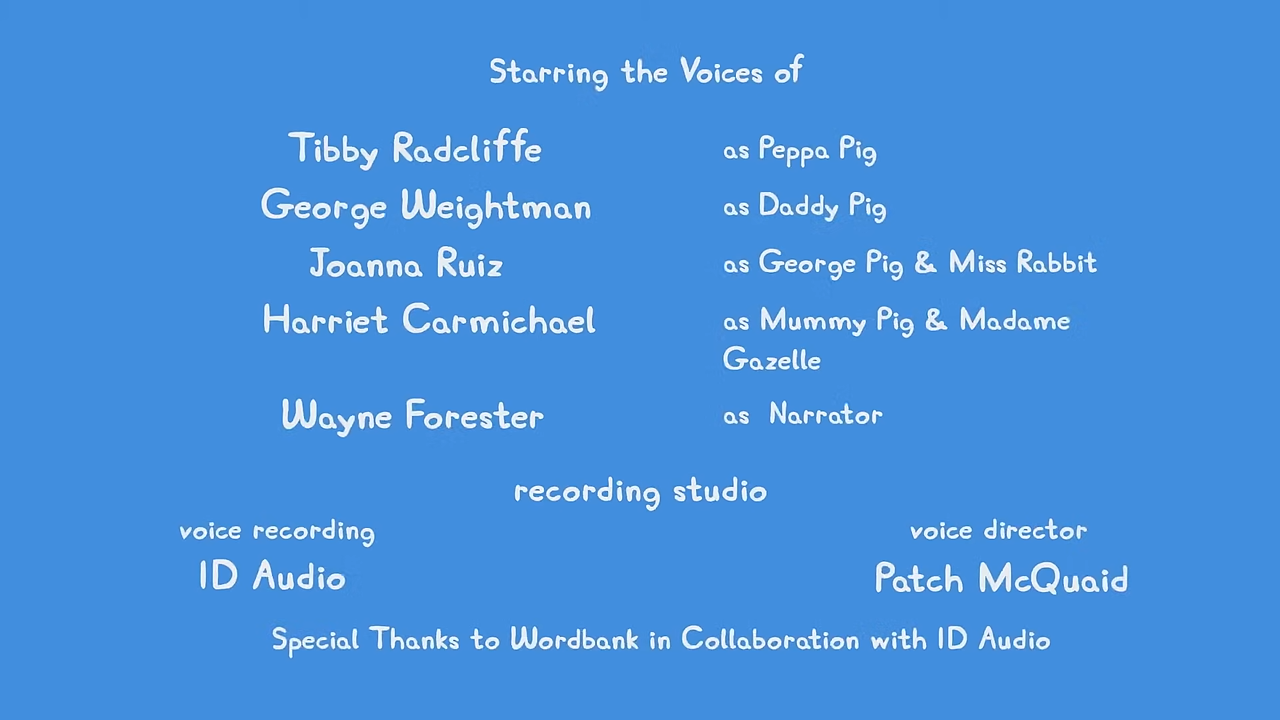 Starring the Voices of
Tibby Radcliffe as Peppa Pig
George Weightman as Daddy Pig
Joanna Ruiz as George Pig & Miss Rabbit
Harriet Carmichael as Mummy Pig & Madame
Gazelle
Wayne Forester as Narrator
recording studio
voice recording voice director
ID Audio Patch McQuaid
Special Thanks to Wordbank in Collaboration with ID Audio